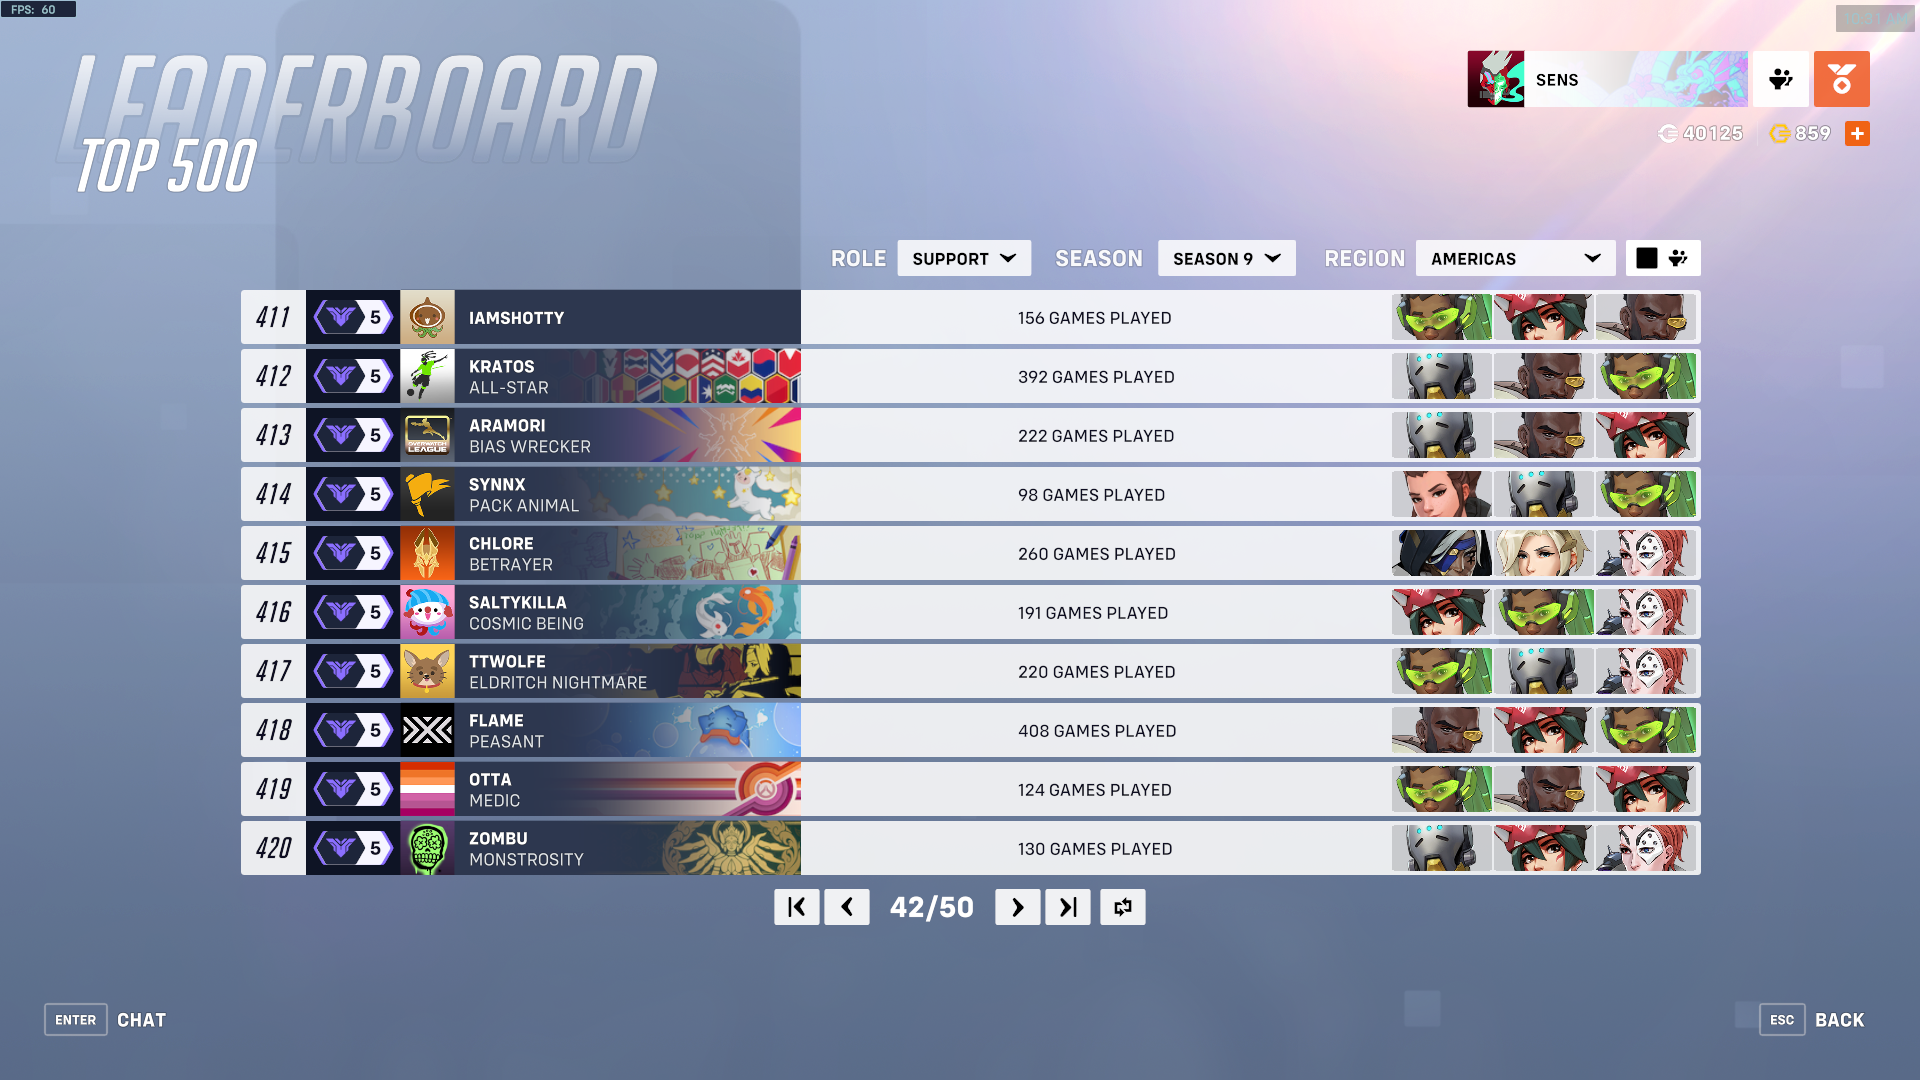 FPS: 60
LEADERBOARD
TOP 500
SENS
40125
859
ROLE SUPPORT SEASON SEASON 9 REGION AMERICAS
411 5 IAMSHOTTY 156 GAMES PLAYED
412 5 KRATOS 392 GAMES PLAYED
ALL-STAR
413 5 ARAMORI 222 GAMES PLAYED
BIAS WRECKER
414 5 SYNNX 98 GAMES PLAYED
PACK ANIMAL
415 5 CHLORE 260 GAMES PLAYED
BETRAYER
416 5 SALTYKILLA 191 GAMES PLAYED
COSMIC BEING
417 5 TTWOLFE 220 GAMES PLAYED
ELDRITCH NIGHTMARE
418 5 FLAME 408 GAMES PLAYED
PEASANT
419 5 OTTA 124 GAMES PLAYED
MEDIC
420 5 ZOMBU 130 GAMES PLAYED
MONSTROSITY
42/50
ENTER CHAT
ESC BACK